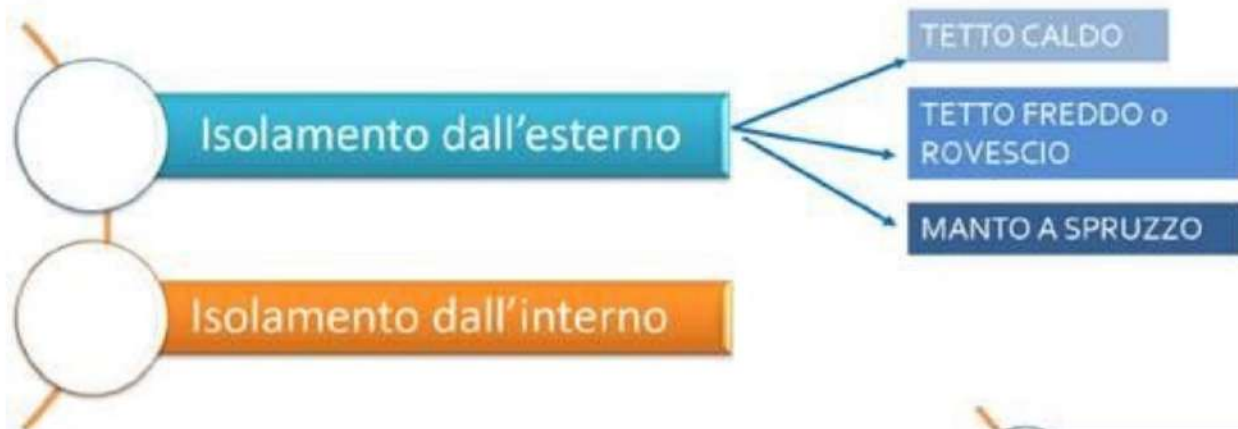 TETTO CALDO
Isolamento dall'esterno
TETTO FREDDO o
ROVESCIO
MANTO A SPRUZZO
Isolamento dall'interno